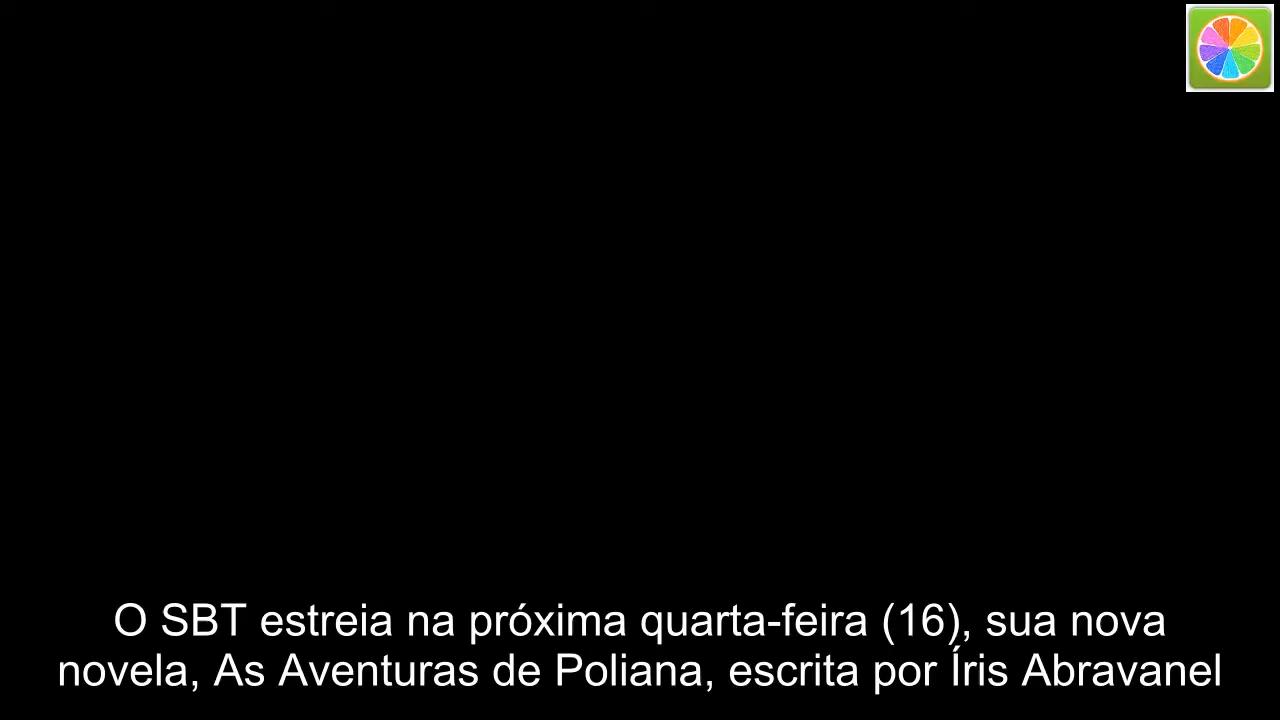 O SBT estreia na próxima quarta-feira (16), sua nova
novela, As Aventuras de Poliana, escrita por Íris Abravanel